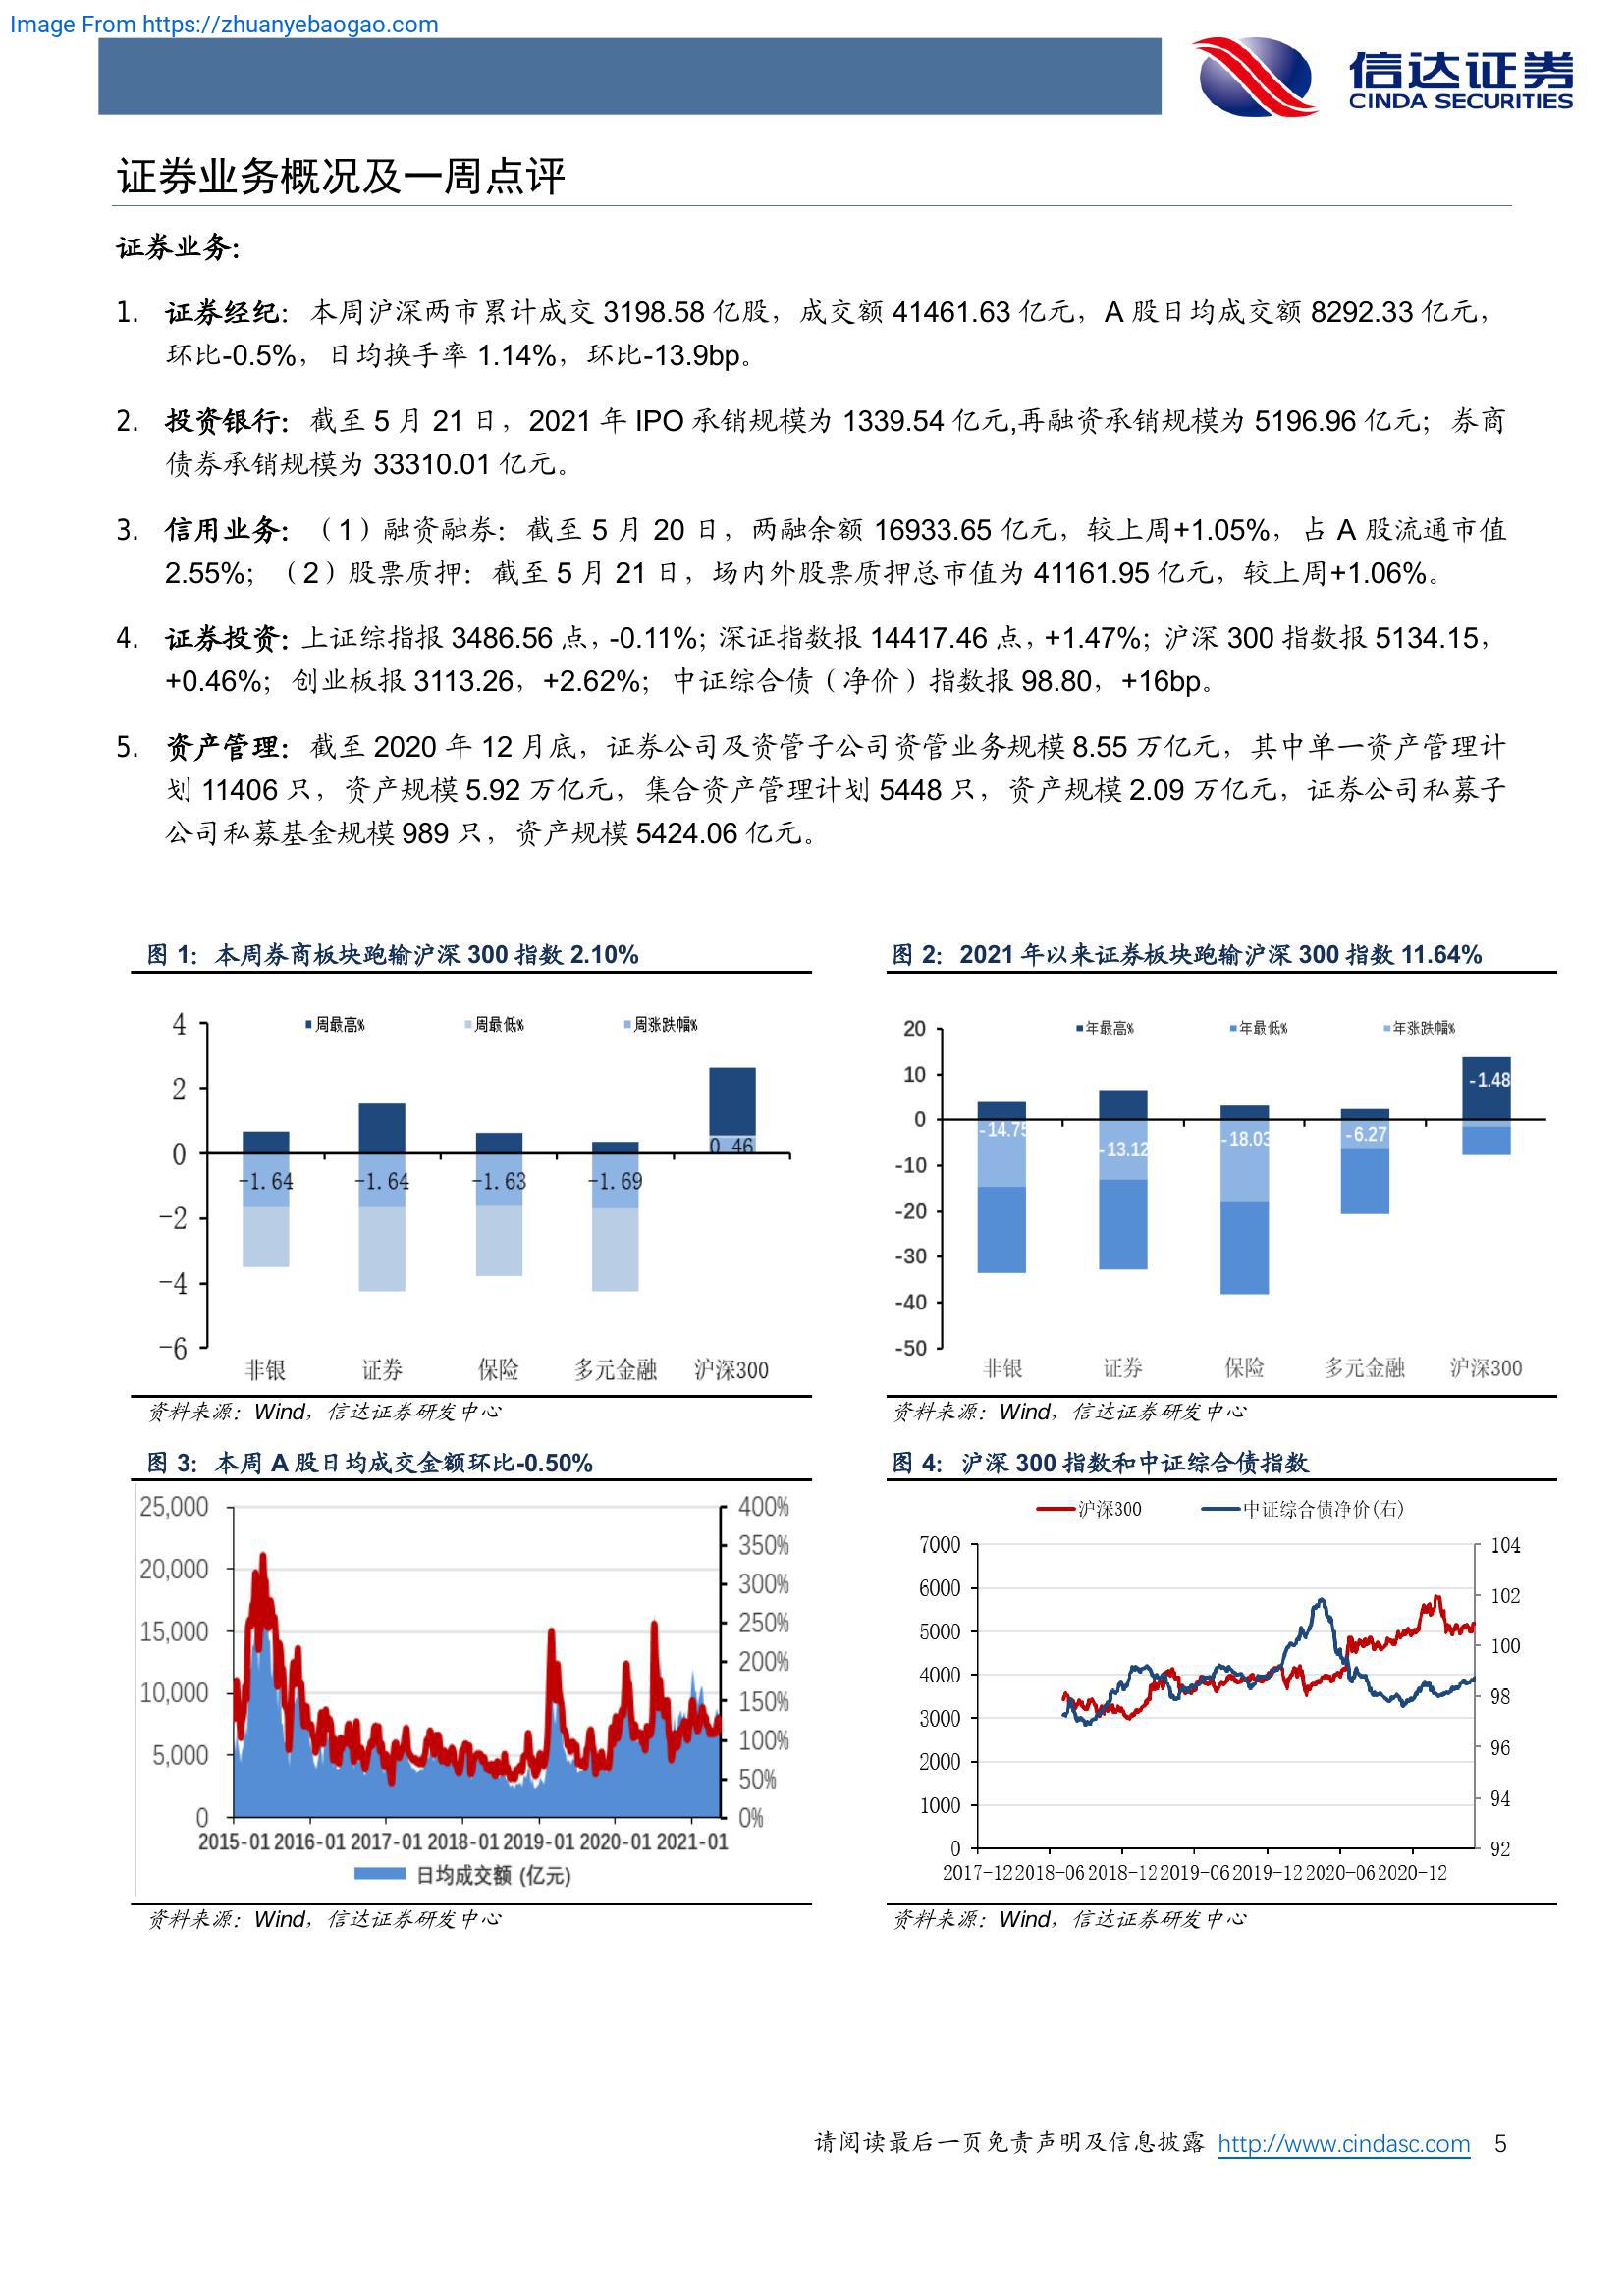 Image From https://zhuanyebaogao.com
信达证券
CINDA SECURITIES
证券业务概况及一周点评
证券业务：
1. 证券经纪：本周沪深两市累计成交 3198.58 亿股，成交额 41461.63 亿元，A 股日均成交额 8292.33 亿元，
环比-0.5%，日均换手率 1.14%，环比-13.9bp。
2. 投资银行：截至 5 月 21 日，2021 年 IPO 承销规模为 1339.54 亿元,再融资承销规模为 5196.96 亿元；券商
债券承销规模为 33310.01 亿元。
3. 信用业务：（1）融资融券：截至 5 月 20 日，两融余额 16933.65 亿元，较上周+1.05%，占 A 股流通市值
2.55%；（2）股票质押：截至 5 月 21 日，场内外股票质押总市值为 41161.95 亿元，较上周+1.06%。
4. 证券投资：上证综指报 3486.56 点，-0.11%；深证指数报 14417.46 点，+1.47%；沪深 300 指数报 5134.15，
+0.46%；创业板报 3113.26，+2.62%；中证综合债（净价）指数报 98.80，+16bp。
5. 资产管理：截至 2020 年 12 月底，证券公司及资管子公司资管业务规模 8.55 万亿元，其中单一资产管理计
划 11406 只，资产规模 5.92 万亿元，集合资产管理计划 5448 只，资产规模 2.09 万亿元，证券公司私募子
公司私募基金规模 989 只，资产规模 5424.06 亿元。
图 1：本周券商板块跑输沪深 300 指数 2.10%
周最高% 周最低% 周涨跌幅%
4
2
0
-2
-4
-6
-1.64 -1.64 -1.63 -1.69 0.46
非银 证券 保险 多元金融 沪深300
资料来源：Wind，信达证券研发中心
图 2：2021 年以来证券板块跑输沪深 300 指数 11.64%
年最高% 年最低% 年涨跌幅%
20
10
0
-10
-20
-30
-40
-50
-14.75 -13.12 -18.03 -6.27 -1.48
非银 证券 保险 多元金融 沪深300
资料来源：Wind，信达证券研发中心
图 3：本周 A 股日均成交金额环比-0.50%
25,000
20,000
15,000
10,000
5,000
0
400%
350%
300%
250%
200%
150%
100%
50%
0%
2015-01 2016-01 2017-01 2018-01 2019-01 2020-01 2021-01
日均成交额 (亿元)
资料来源：Wind，信达证券研发中心
图 4：沪深 300 指数和中证综合债指数
沪深300 中证综合债净价(右)
7000
6000
5000
4000
3000
2000
1000
0
104
102
100
98
96
94
92
2017-12 2018-06 2018-12 2019-06 2019-12 2020-06 2020-12
资料来源：Wind，信达证券研发中心
请阅读最后一页免责声明及信息披露 http://www.cindasc.com 5